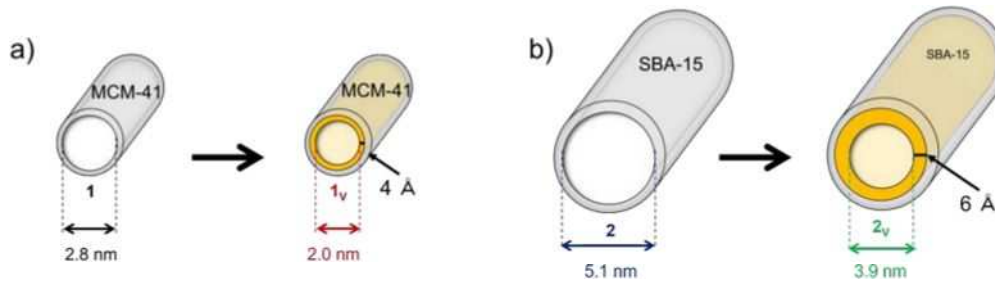 a)
MCM-41
1
2.8 nm
MCM-41
4 Å
1v
2.0 nm
b)
SBA-15
2
5.1 nm
SBA-15
6 Å
2v
3.9 nm